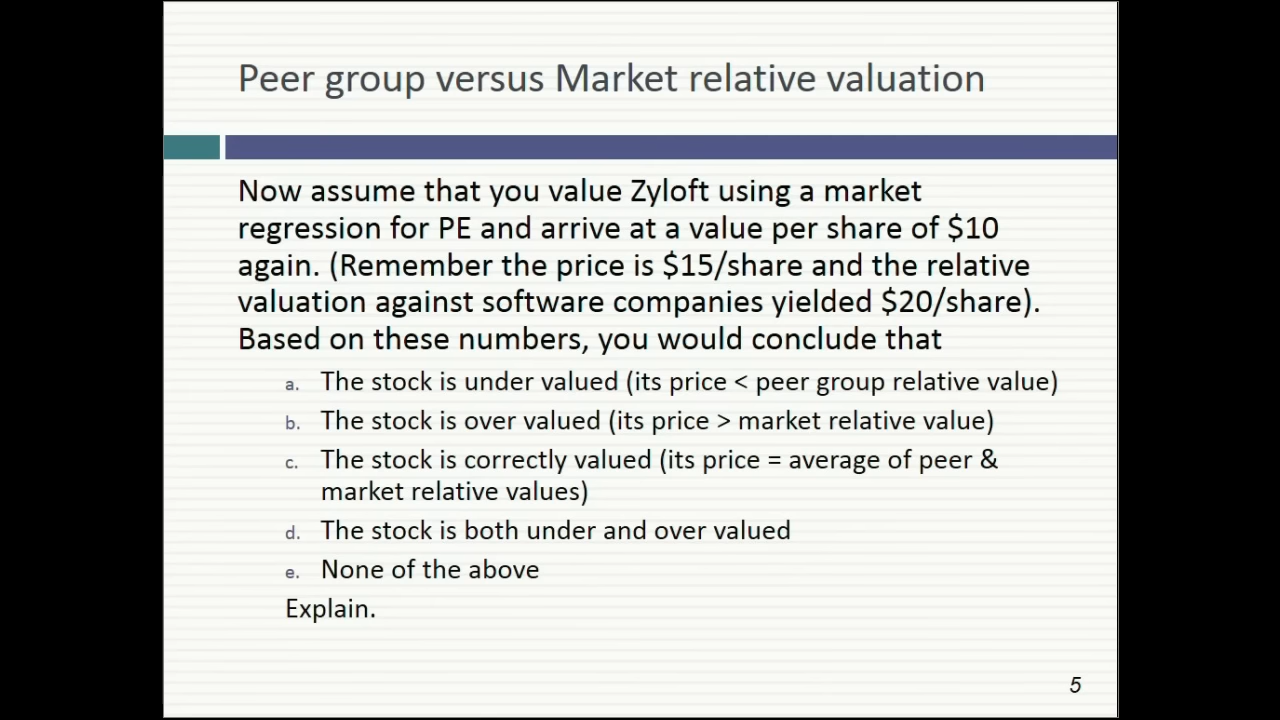 Peer group versus Market relative valuation
Now assume that you value Zyloft using a market
regression for PE and arrive at a value per share of $10
again. (Remember the price is $15/share and the relative
valuation against software companies yielded $20/share).
Based on these numbers, you would conclude that
a. The stock is under valued (its price < peer group relative value)
b. The stock is over valued (its price > market relative value)
c. The stock is correctly valued (its price = average of peer &
market relative values)
d. The stock is both under and over valued
e. None of the above
Explain.
5